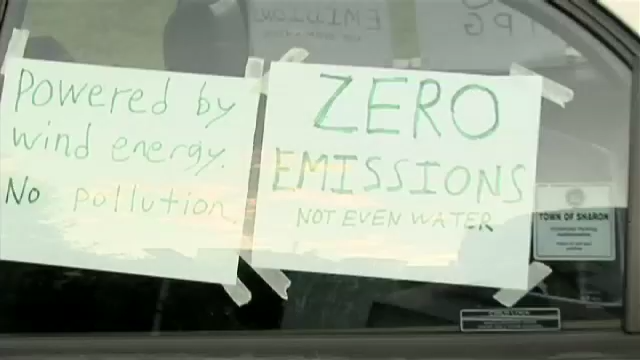 Powered by
wind energy.
No pollution
ZERO
EMISSIONS
NOT EVEN WATER
TOWN OF SHARON